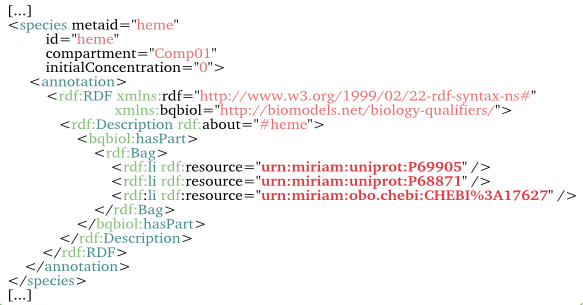 [...]
<species metaid="heme"
id="heme"
compartment="Comp01"
initialConcentration="0">
<annotation>
<rdf:RDF xmlns:rdf="http://www.w3.org/1999/02/22-rdf-syntax-ns#"
xmlns:bqbiol="http://biomodels.net/biology-qualifiers/">
<rdf:Description rdf:about="#heme">
<bqbiol:hasPart>
<rdf:Bag>
<rdf:li rdf:resource="urn:miriam:uniprot:P69905" />
<rdf:li rdf:resource="urn:miriam:uniprot:P68871" />
<rdf:li rdf:resource="urn:miriam:obo.chebi:CHEBI%3A17627" />
</rdf:Bag>
</bqbiol:hasPart>
</rdf:Description>
</rdf:RDF>
</annotation>
</species>
[...]